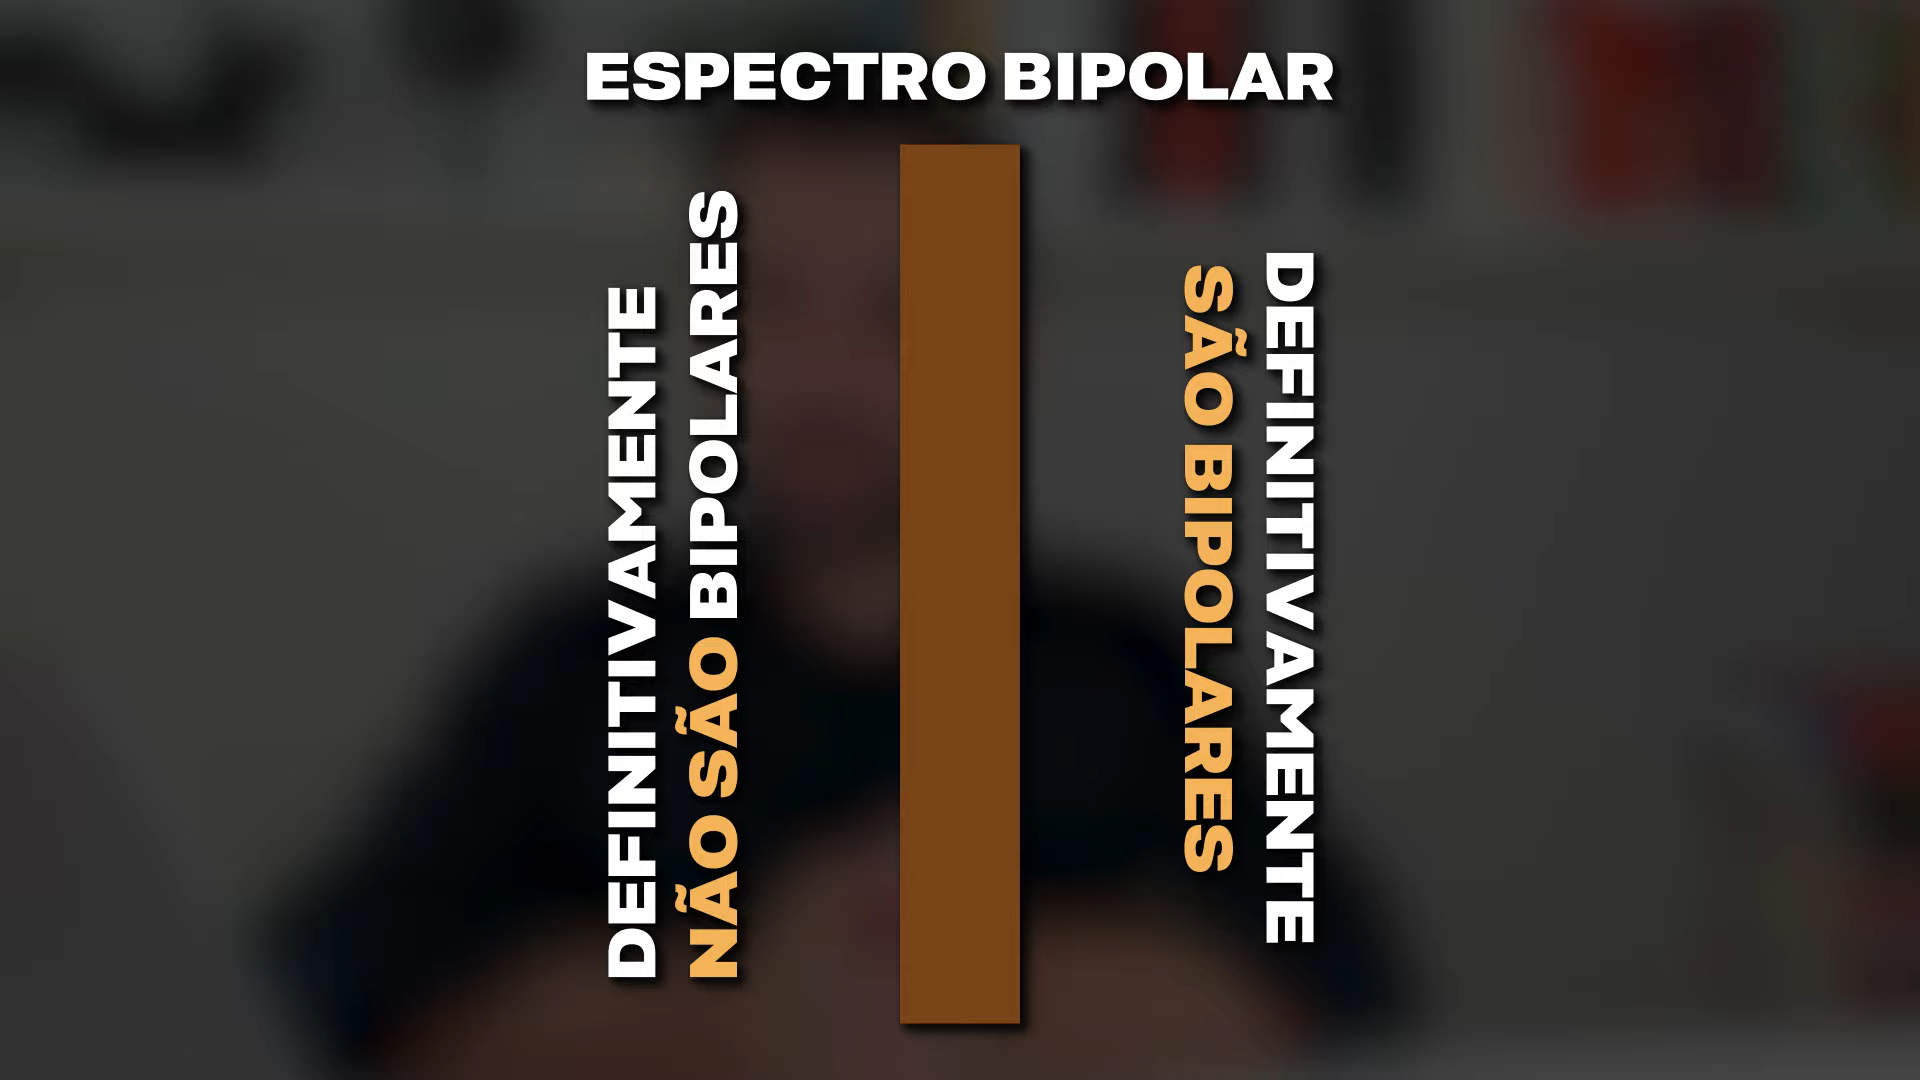 ESPECTRO BIPOLAR
DEFINITIVAMENTE
NÃO SÃO BIPOLARES
DEFINITIVAMENTE
SÃO BIPOLARES